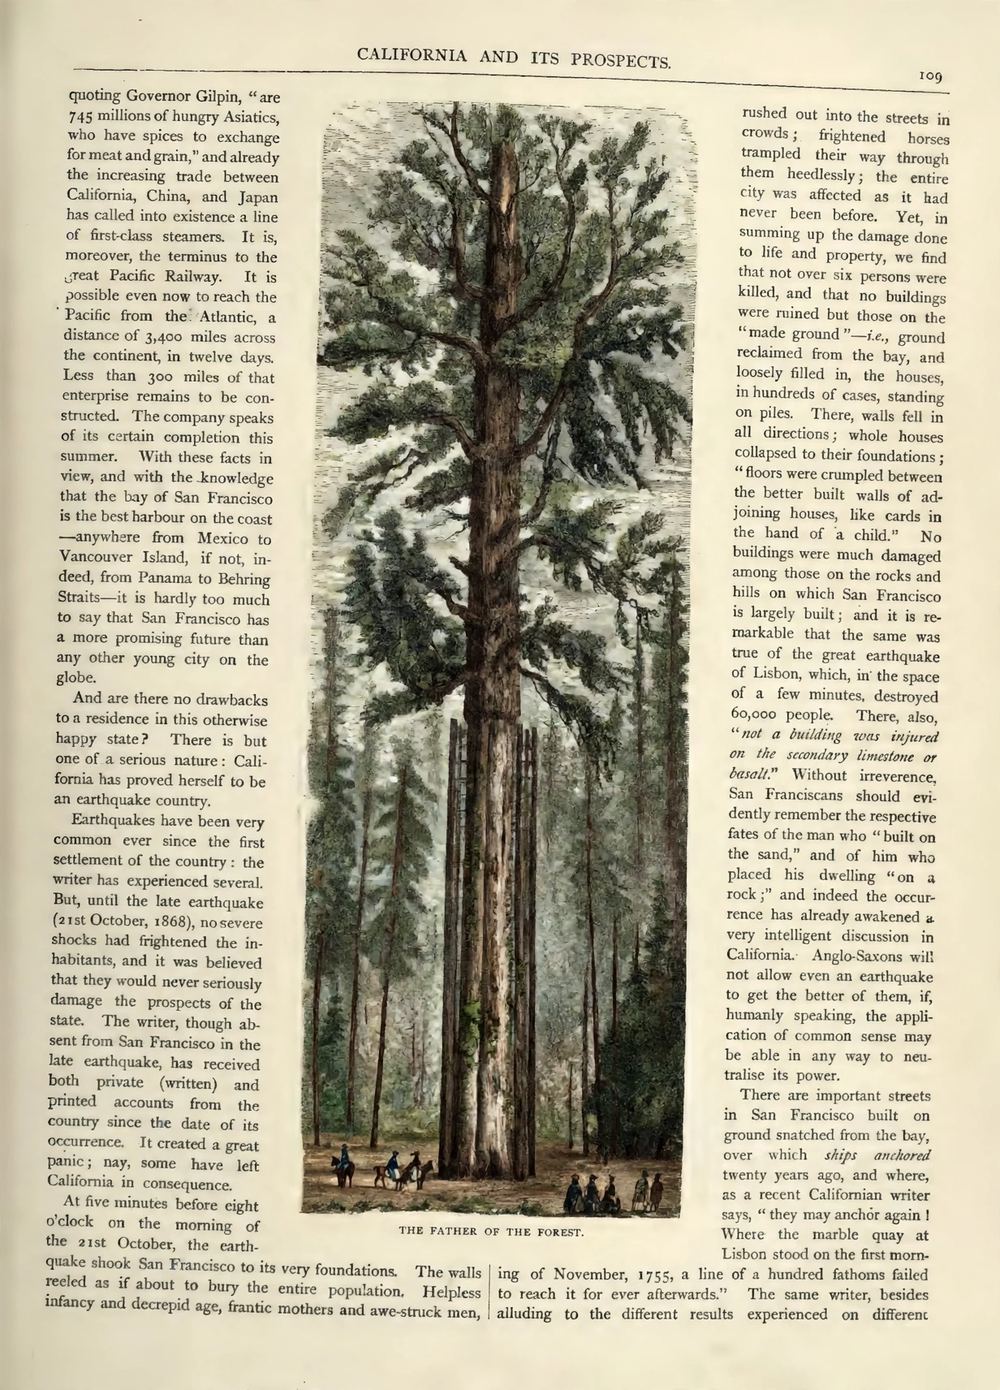 CALIFORNIA AND ITS PROSPECTS.
109
quoting Governor Gilpin, “are
745 millions of hungry Asiatics,
who have spices to exchange
for meat and grain,” and already
the increasing trade between
California, China, and Japan
has called into existence a line
of first-class steamers. It is,
moreover, the terminus to the
great Pacific Railway. It is
possible even now to reach the
Pacific from the Atlantic, a
distance of 3,400 miles across
the continent, in twelve days.
Less than 300 miles of that
enterprise remains to be con-
structed. The company speaks
of its certain completion this
summer. With these facts in
view, and with the knowledge
that the bay of San Francisco
is the best harbour on the coast
—anywhere from Mexico to
Vancouver Island, if not, in-
deed, from Panama to Behring
Straits—it is hardly too much
to say that San Francisco has
a more promising future than
any other young city on the
globe.
And are there no drawbacks
to a residence in this otherwise
happy state? There is but
one of a serious nature: Cali-
fornia has proved herself to be
an earthquake country.
Earthquakes have been very
common ever since the first
settlement of the country: the
writer has experienced several.
But, until the late earthquake
(21st October, 1868), no severe
shocks had frightened the in-
habitants, and it was believed
that they would never seriously
damage the prospects of the
state. The writer, though ab-
sent from San Francisco in the
late earthquake, has received
both private (written) and
printed accounts from the
country since the date of its
occurrence. It created a great
panic; nay, some have left
California in consequence.
At five minutes before eight
o’clock on the morning of
the 21st October, the earth-
quake shook San Francisco to its very foundations. The walls
reeled as if about to bury the entire population. Helpless
infancy and decrepid age, frantic mothers and awe-struck men,
THE FATHER OF THE FOREST.
rushed out into the streets in
crowds; frightened horses
trampled their way through
them heedlessly; the entire
city was affected as it had
never been before. Yet, in
summing up the damage done
to life and property, we find
that not over six persons were
killed, and that no buildings
were ruined but those on the
“made ground”—i.e., ground
reclaimed from the bay, and
loosely filled in, the houses,
in hundreds of cases, standing
on piles. There, walls fell in
all directions; whole houses
collapsed to their foundations;
“floors were crumpled between
the better built walls of ad-
joining houses, like cards in
the hand of a child.” No
buildings were much damaged
among those on the rocks and
hills on which San Francisco
is largely built; and it is re-
markable that the same was
true of the great earthquake
of Lisbon, which, in the space
of a few minutes, destroyed
60,000 people. There, also,
“not a building was injured
on the secondary limestone or
basalt.” Without irreverence,
San Franciscans should evi-
dently remember the respective
fates of the man who “built on
the sand,” and of him who
placed his dwelling “on a
rock;” and indeed the occur-
rence has already awakened a
very intelligent discussion in
California. Anglo-Saxons will
not allow even an earthquake
to get the better of them, if,
humanly speaking, the appli-
cation of common sense may
be able in any way to neu-
tralise its power.
There are important streets
in San Francisco built on
ground snatched from the bay,
over which ships anchored
twenty years ago, and where,
as a recent Californian writer
says, “they may anchor again!
Where the marble quay at
Lisbon stood on the first morn-
ing of November, 1755, a line of a hundred fathoms failed
to reach it for ever afterwards.” The same writer, besides
alluding to the different results experienced on different